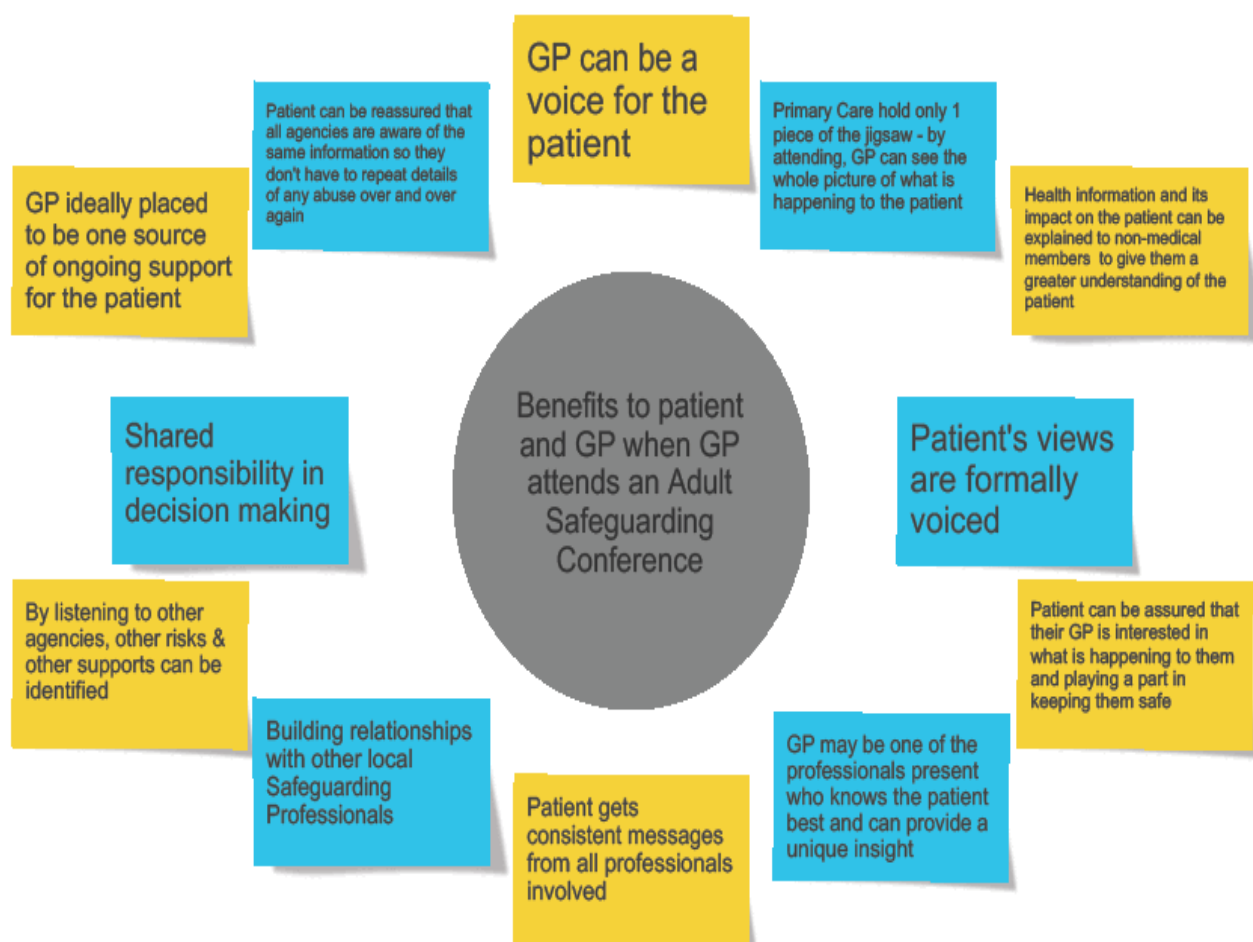 GP can be a
voice for the
patient
Patient can be reassured that
all agencies are aware of the
same information so they
don't have to repeat details
of any abuse over and over
again
Primary Care hold only 1
piece of the jigsaw - by
attending, GP can see the
whole picture of what is
happening to the patient
GP ideally placed
to be one source
of ongoing support
for the patient
Health information and its
impact on the patient can be
explained to non-medical
members to give them a
greater understanding of the
patient
Benefits to patient
and GP when GP
attends an Adult
Safeguarding
Conference
Shared
responsibility in
decision making
Patient's views
are formally
voiced
By listening to other
agencies, other risks &
other supports can be
identified
Patient can be assured that
their GP is interested in
what is happening to them
and playing a part in
keeping them safe
Building relationships
with other local
Safeguarding
Professionals
GP may be one of the
professionals present
who knows the patient
best and can provide a
unique insight
Patient gets
consistent messages
from all professionals
involved